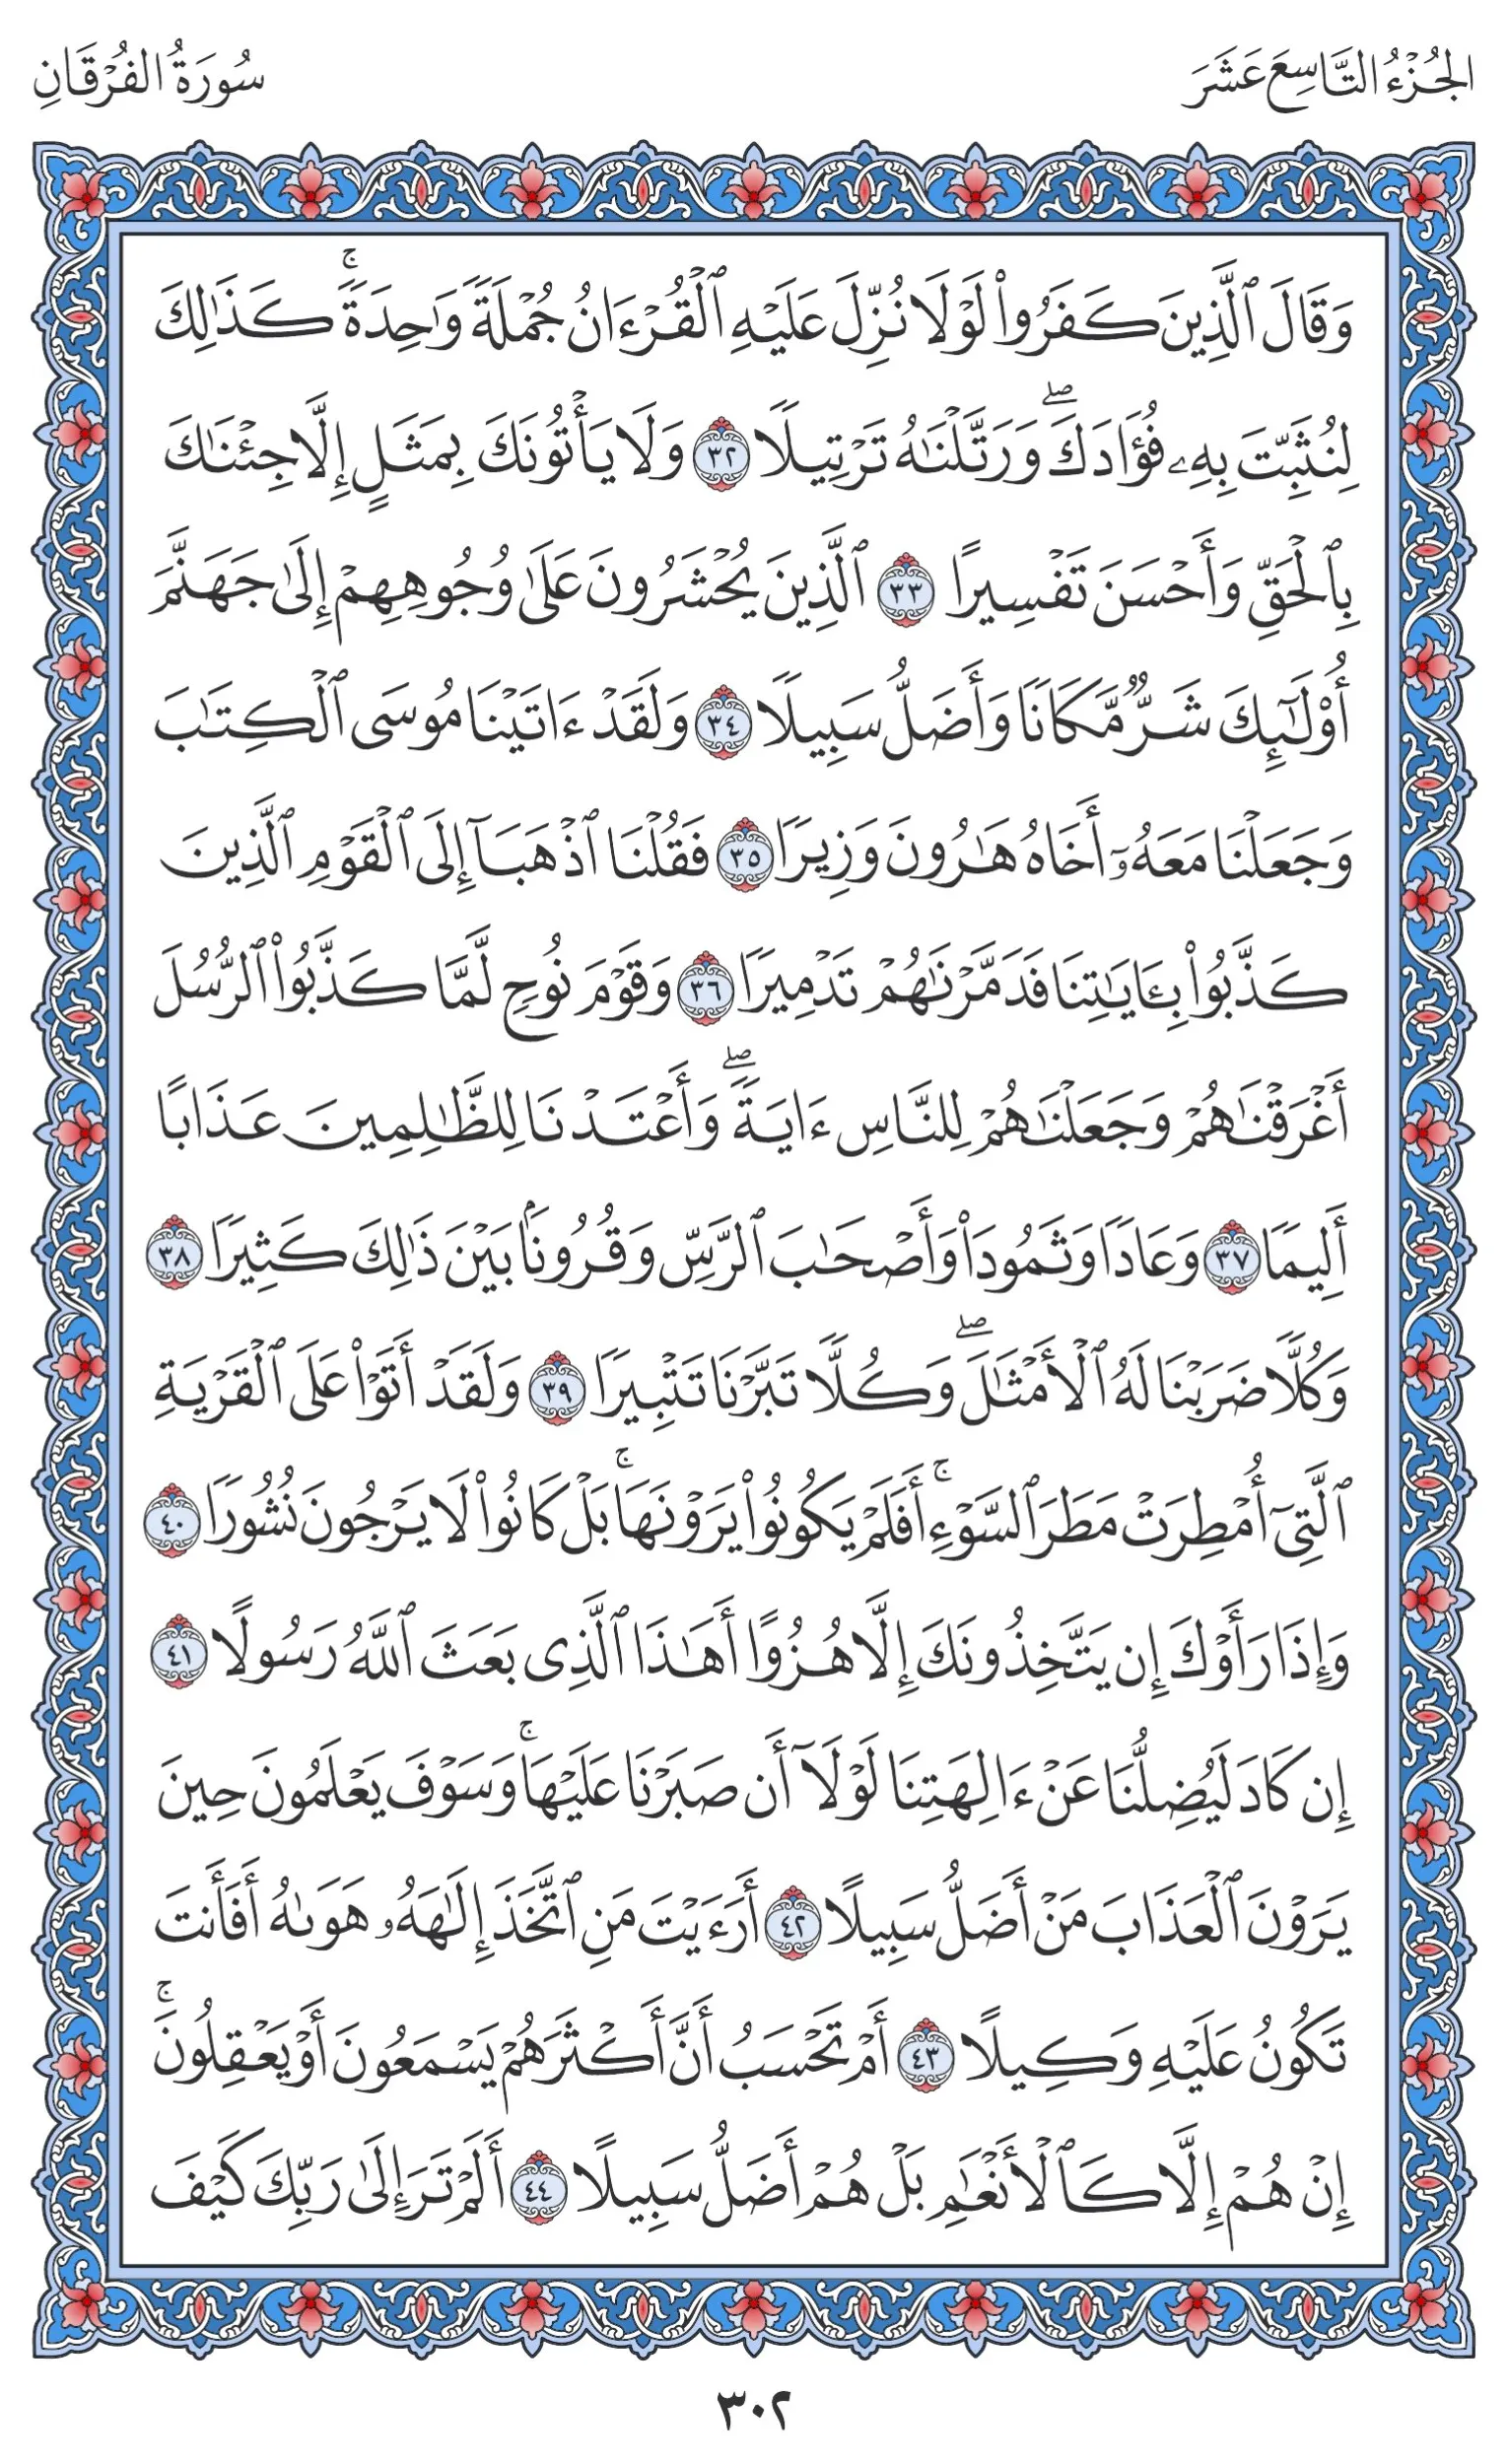 الجُزْءُ التَّاسِعَ عَشَرَ
سُورَةُ الفُرْقَانِ
وَقَالَ ٱلَّذِينَ كَفَرُوا۟ لَوْلَا نُزِّلَ عَلَيْهِ ٱلْقُرْءَانُ جُمْلَةً وَٰحِدَةً ۚ كَذَٰلِكَ
لِنُثَبِّتَ بِهِۦ فُؤَادَكَ ۖ وَرَتَّلْنَٰهُ تَرْتِيلًا ٣٢ وَلَا يَأْتُونَكَ بِمَثَلٍ إِلَّا جِئْنَٰكَ
بِٱلْحَقِّ وَأَحْسَنَ تَفْسِيرًا ٣٣ ٱلَّذِينَ يُحْشَرُونَ عَلَىٰ وُجُوهِهِمْ إِلَىٰ جَهَنَّمَ
أُو۟لَٰٓئِكَ شَرٌّ مَّكَانًا وَأَضَلُّ سَبِيلًا ٣٤ وَلَقَدْ ءَاتَيْنَا مُوسَى ٱلْكِتَٰبَ
وَجَعَلْنَا مَعَهُۥٓ أَخَاهُ هَٰرُونَ وَزِيرًا ٣٥ فَقُلْنَا ٱذْهَبَآ إِلَى ٱلْقَوْمِ ٱلَّذِينَ
كَذَّبُوا۟ بِـَٔايَٰتِنَا فَدَمَّرْنَٰهُمْ تَدْمِيرًا ٣٦ وَقَوْمَ نُوحٍ لَّمَّا كَذَّبُوا۟ ٱلرُّسُلَ
أَغْرَقْنَٰهُمْ وَجَعَلْنَٰهُمْ لِلنَّاسِ ءَايَةً ۖ وَأَعْتَدْنَا لِلظَّٰلِمِينَ عَذَابًا
أَلِيمًا ٣٧ وَعَادًا وَثَمُودَا۟ وَأَصْحَٰبَ ٱلرَّسِّ وَقُرُونًۢا بَيْنَ ذَٰلِكَ كَثِيرًا ٣٨
وَكُلًّا ضَرَبْنَا لَهُ ٱلْأَمْثَٰلَ ۖ وَكُلًّا تَبَّرْنَا تَتْبِيرًا ٣٩ وَلَقَدْ أَتَوْا۟ عَلَى ٱلْقَرْيَةِ
ٱلَّتِىٓ أُمْطِرَتْ مَطَرَ ٱلسَّوْءِ ۚ أَفَلَمْ يَكُونُوا۟ يَرَوْنَهَا ۚ بَلْ كَانُوا۟ لَا يَرْجُونَ نُشُورًا ٤٠
وَإِذَا رَأَوْكَ إِن يَتَّخِذُونَكَ إِلَّا هُزُوًا أَهَٰذَا ٱلَّذِى بَعَثَ ٱللَّهُ رَسُولًا ٤١
إِن كَادَ لَيُضِلُّنَا عَنْ ءَالِهَتِنَا لَوْلَآ أَن صَبَرْنَا عَلَيْهَا ۚ وَسَوْفَ يَعْلَمُونَ حِينَ
يَرَوْنَ ٱلْعَذَابَ مَنْ أَضَلُّ سَبِيلًا ٤٢ أَرَءَيْتَ مَنِ ٱتَّخَذَ إِلَٰهَهُۥ هَوَىٰهُ أَفَأَنتَ
تَكُونُ عَلَيْهِ وَكِيلًا ٤٣ أَمْ تَحْسَبُ أَنَّ أَكْثَرَهُمْ يَسْمَعُونَ أَوْ يَعْقِلُونَ ۚ
إِنْ هُمْ إِلَّا كَٱلْأَنْعَٰمِ بَلْ هُمْ أَضَلُّ سَبِيلًا ٤٤ أَلَمْ تَرَ إِلَىٰ رَبِّكَ كَيْفَ
٣٠٢